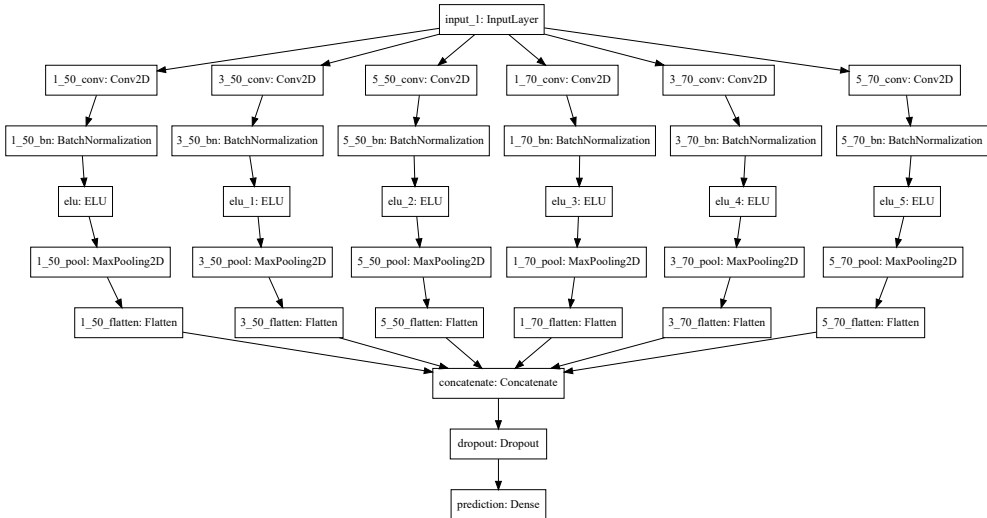 input_1: InputLayer
1_50_conv: Conv2D
3_50_conv: Conv2D
5_50_conv: Conv2D
1_70_conv: Conv2D
3_70_conv: Conv2D
5_70_conv: Conv2D
1_50_bn: BatchNormalization
3_50_bn: BatchNormalization
5_50_bn: BatchNormalization
1_70_bn: BatchNormalization
3_70_bn: BatchNormalization
5_70_bn: BatchNormalization
elu: ELU
elu_1: ELU
elu_2: ELU
elu_3: ELU
elu_4: ELU
elu_5: ELU
1_50_pool: MaxPooling2D
3_50_pool: MaxPooling2D
5_50_pool: MaxPooling2D
1_70_pool: MaxPooling2D
3_70_pool: MaxPooling2D
5_70_pool: MaxPooling2D
1_50_flatten: Flatten
3_50_flatten: Flatten
5_50_flatten: Flatten
1_70_flatten: Flatten
3_70_flatten: Flatten
5_70_flatten: Flatten
concatenate: Concatenate
dropout: Dropout
prediction: Dense